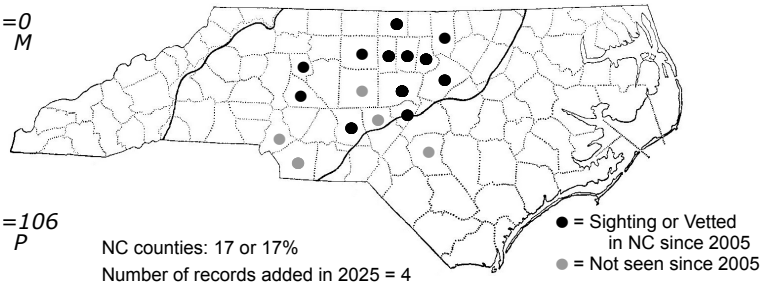 =0
M
=106
P
NC counties: 17 or 17%
Number of records added in 2025 = 4
= Sighting or Vetted
in NC since 2005
= Not seen since 2005